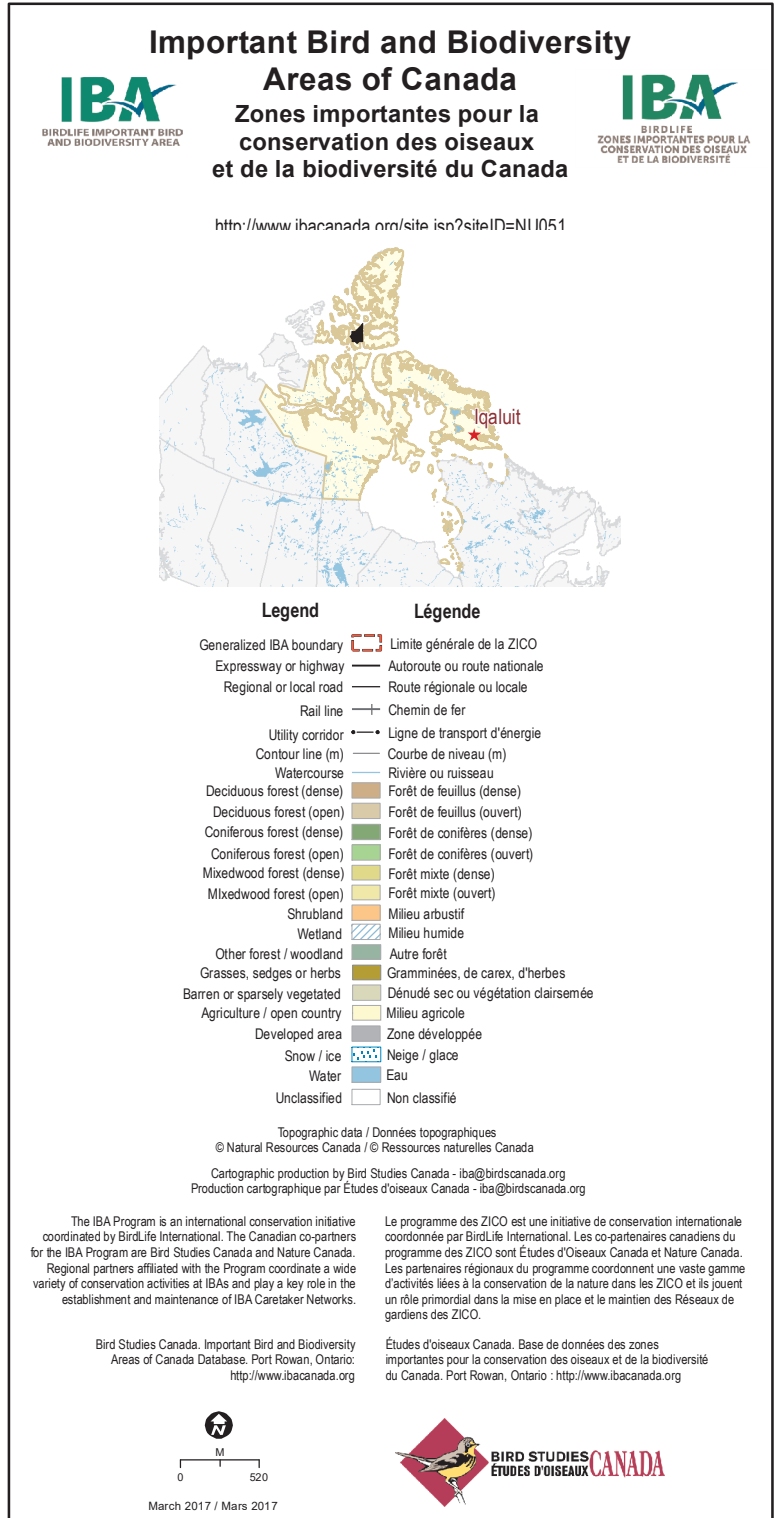 Important Bird and Biodiversity
Areas of Canada
Zones importantes pour la
conservation des oiseaux
et de la biodiversité du Canada
IBA
BIRDLIFE IMPORTANT BIRD
AND BIODIVERSITY AREA
IBA
BIRDLIFE
ZONES IMPORTANTES POUR LA
CONSERVATION DES OISEAUX
ET DE LA BIODIVERSITÉ
http://www.ibacanada.org/site.jsp?siteID=NU051
Iqaluit
Legend Légende
Generalized IBA boundary Limite générale de la ZICO
Expressway or highway Autoroute ou route nationale
Regional or local road Route régionale ou locale
Rail line Chemin de fer
Utility corridor Ligne de transport d'énergie
Contour line (m) Courbe de niveau (m)
Watercourse Rivière ou ruisseau
Deciduous forest (dense) Forêt de feuillus (dense)
Deciduous forest (open) Forêt de feuillus (ouvert)
Coniferous forest (dense) Forêt de conifères (dense)
Coniferous forest (open) Forêt de conifères (ouvert)
Mixedwood forest (dense) Forêt mixte (dense)
MIxedwood forest (open) Forêt mixte (ouvert)
Shrubland Milieu arbustif
Wetland Milieu humide
Other forest / woodland Autre forêt
Grasses, sedges or herbs Gramminées, de carex, d'herbes
Barren or sparsely vegetated Dénudé sec ou végétation clairsemée
Agriculture / open country Milieu agricole
Developed area Zone développée
Snow / ice Neige / glace
Water Eau
Unclassified Non classifié
Topographic data / Données topographiques
© Natural Resources Canada / © Ressources naturelles Canada
Cartographic production by Bird Studies Canada - iba@birdscanada.org
Production cartographique par Études d'oiseaux Canada - iba@birdscanada.org
The IBA Program is an international conservation initiative
coordinated by BirdLife International. The Canadian co-partners
for the IBA Program are Bird Studies Canada and Nature Canada.
Regional partners affiliated with the Program coordinate a wide
variety of conservation activities at IBAs and play a key role in the
establishment and maintenance of IBA Caretaker Networks.
Le programme des ZICO est une initiative de conservation internationale
coordonnée par BirdLife International. Les co-partenaires canadiens du
programme des ZICO sont Études d'Oiseaux Canada et Nature Canada.
Les partenaires régionaux du programme coordonnent une vaste gamme
d'activités liées à la conservation de la nature dans les ZICO et ils jouent
un rôle primordial dans la mise en place et le maintien des Réseaux de
gardiens des ZICO.
Bird Studies Canada. Important Bird and Biodiversity
Areas of Canada Database. Port Rowan, Ontario:
http://www.ibacanada.org
Études d'oiseaux Canada. Base de données des zones
importantes pour la conservation des oiseaux et de la biodiversité
du Canada. Port Rowan, Ontario : http://www.ibacanada.org
N
M
0 520
March 2017 / Mars 2017
BIRD STUDIES
ÉTUDES D'OISEAUX CANADA